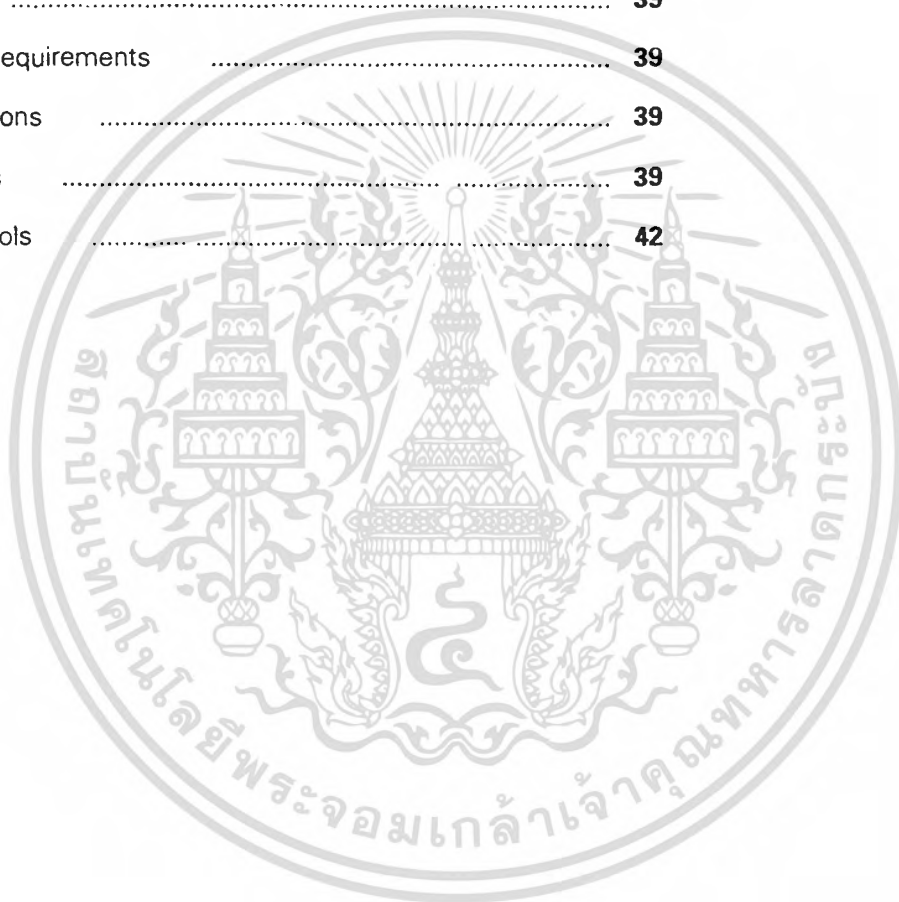 .................................................................. 39
equirements .................................................................. 39
ons .................................................................. 39
s .................................................................. 39
ols .................................................................. 42
สถาบันเทคโนโลยีพระจอมเกล้าเจ้าคุณทหารลาดกระบัง
๔